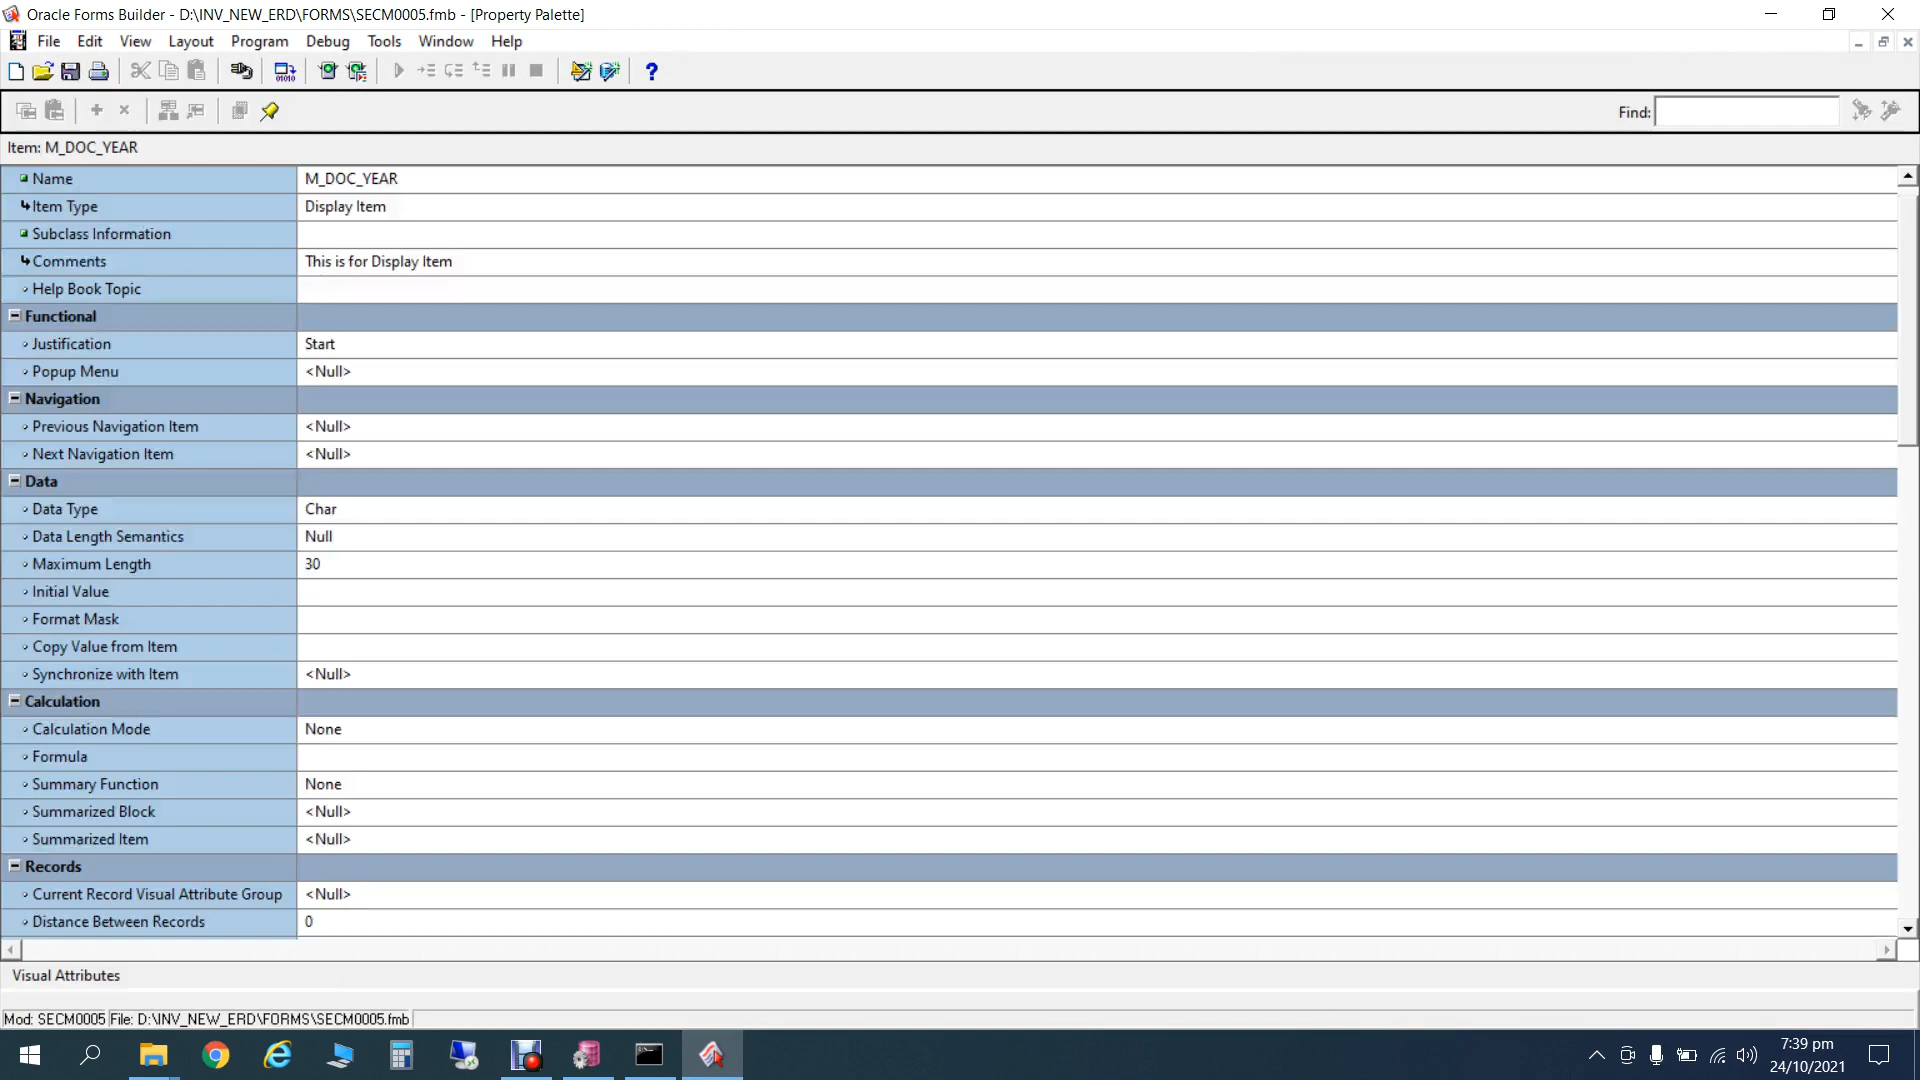 Oracle Forms Builder - D:\INV_NEW_ERD\FORMS\SECM0005.fmb - [Property Palette]
File Edit View Layout Program Debug Tools Window Help
Find:
Item: M_DOC_YEAR
Name M_DOC_YEAR
Item Type Display Item
Subclass Information
Comments This is for Display Item
Help Book Topic
Functional
Justification Start
Popup Menu <Null>
Navigation
Previous Navigation Item <Null>
Next Navigation Item <Null>
Data
Data Type Char
Data Length Semantics Null
Maximum Length 30
Initial Value
Format Mask
Copy Value from Item
Synchronize with Item <Null>
Calculation
Calculation Mode None
Formula
Summary Function None
Summarized Block <Null>
Summarized Item <Null>
Records
Current Record Visual Attribute Group <Null>
Distance Between Records 0
Visual Attributes
Mod: SECM0005 File: D:\INV_NEW_ERD\FORMS\SECM0005.fmb
7:39 pm
24/10/2021